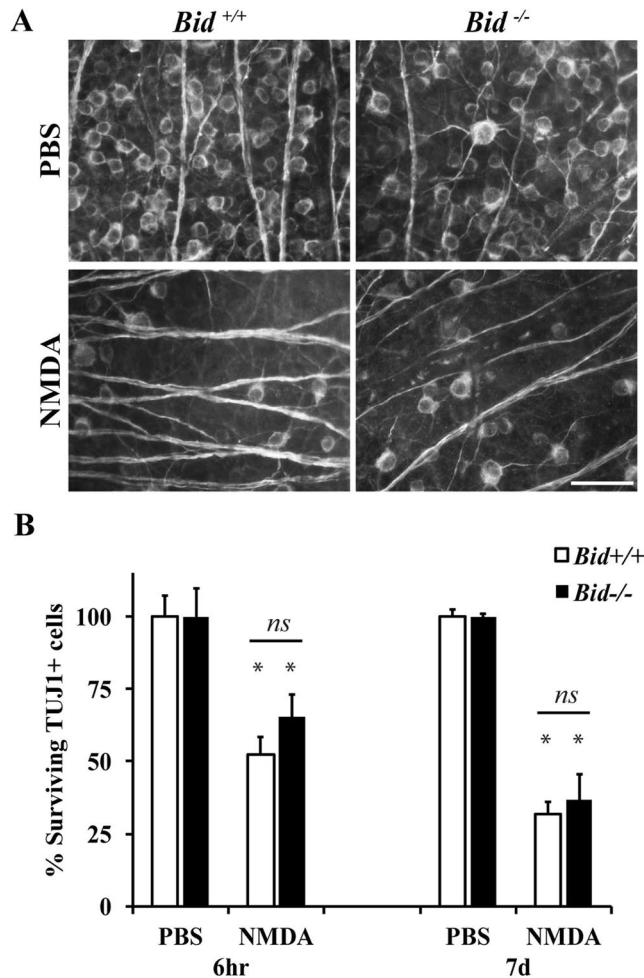 A
Bid +/+
Bid -/-
PBS
NMDA
B
Bid+/+
Bid-/-
% Surviving TUJ1+ cells
100
75
50
25
0
ns
* *
ns
* *
PBS NMDA PBS NMDA
6hr 7d